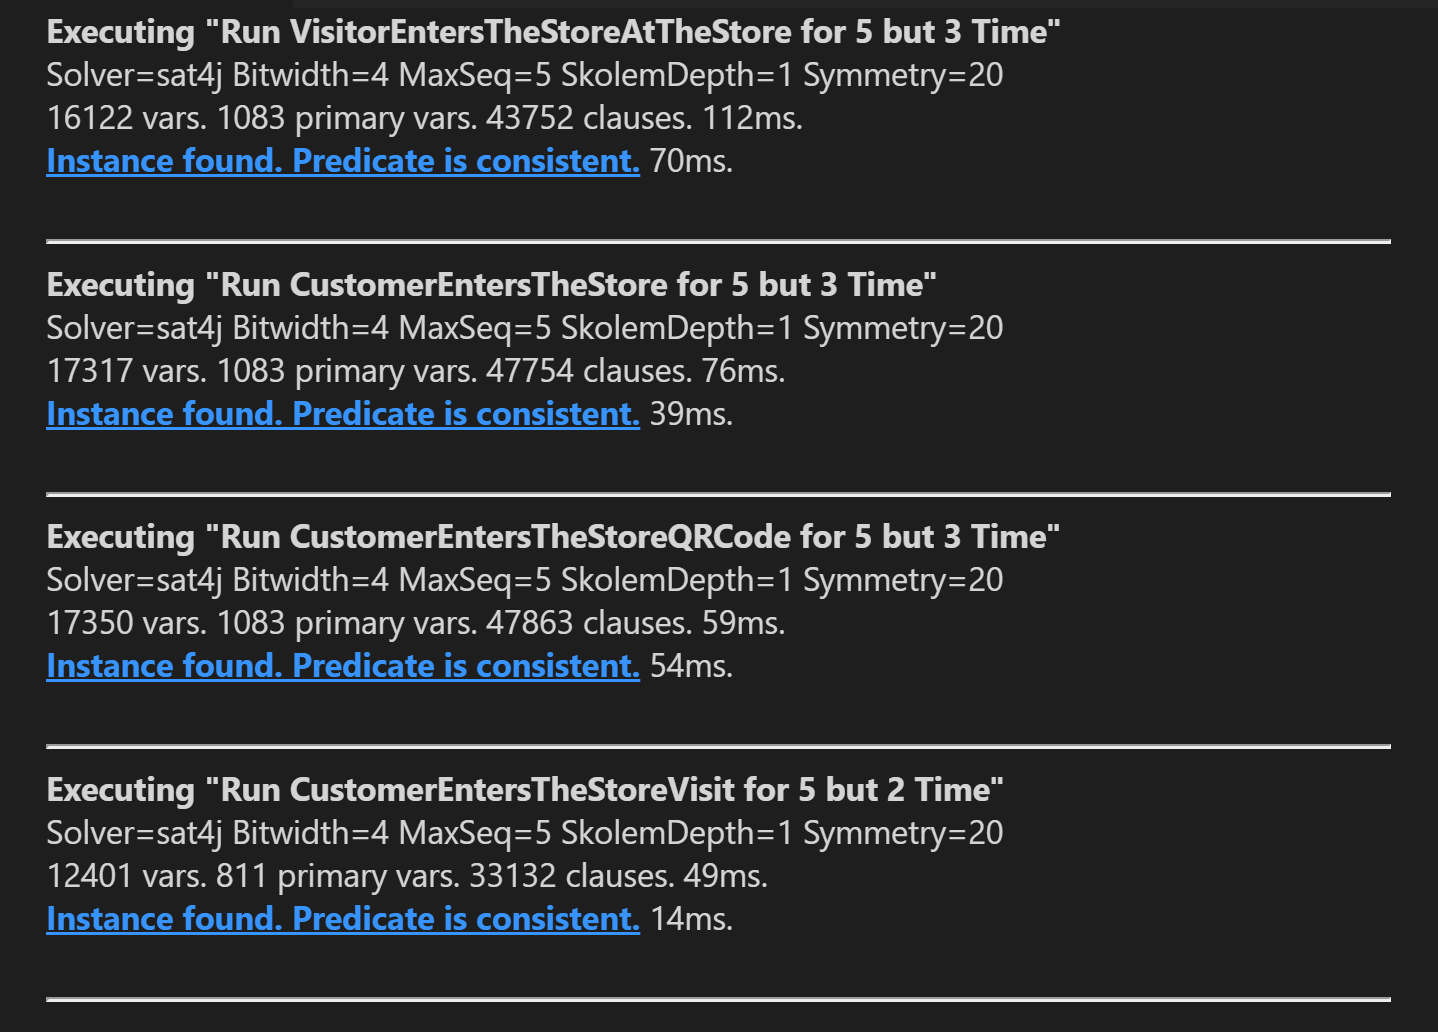 Executing "Run VisitorEntersTheStoreAtTheStore for 5 but 3 Time"
Solver=sat4j Bitwidth=4 MaxSeq=5 SkolemDepth=1 Symmetry=20
16122 vars. 1083 primary vars. 43752 clauses. 112ms.
Instance found. Predicate is consistent. 70ms.
Executing "Run CustomerEntersTheStore for 5 but 3 Time"
Solver=sat4j Bitwidth=4 MaxSeq=5 SkolemDepth=1 Symmetry=20
17317 vars. 1083 primary vars. 47754 clauses. 76ms.
Instance found. Predicate is consistent. 39ms.
Executing "Run CustomerEntersTheStoreQRCode for 5 but 3 Time"
Solver=sat4j Bitwidth=4 MaxSeq=5 SkolemDepth=1 Symmetry=20
17350 vars. 1083 primary vars. 47863 clauses. 59ms.
Instance found. Predicate is consistent. 54ms.
Executing "Run CustomerEntersTheStoreVisit for 5 but 2 Time"
Solver=sat4j Bitwidth=4 MaxSeq=5 SkolemDepth=1 Symmetry=20
12401 vars. 811 primary vars. 33132 clauses. 49ms.
Instance found. Predicate is consistent. 14ms.